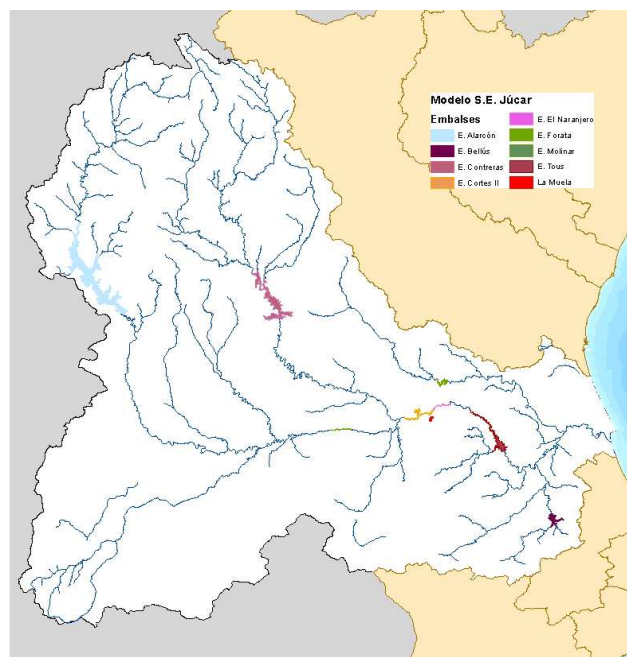 Modelo S.E. Júcar
Embalses
E. Alarcón
E. Bellús
E. Contreras
E. Cortes II
E. El Naranjero
E. Forata
E. Molinar
E. Tous
La Muela